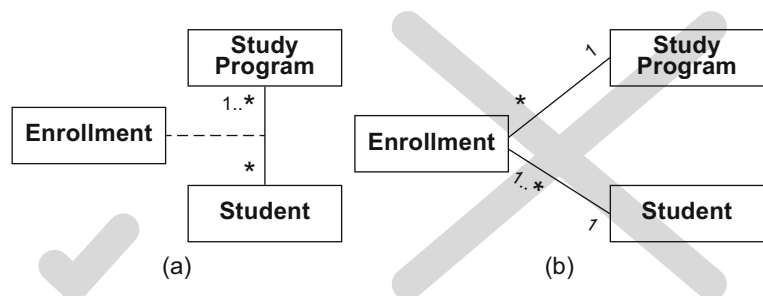 Study
Program
1..*
Enrollment
*
Student
(a)
Study
Program
1
*
Enrollment
1..*
1
Student
(b)